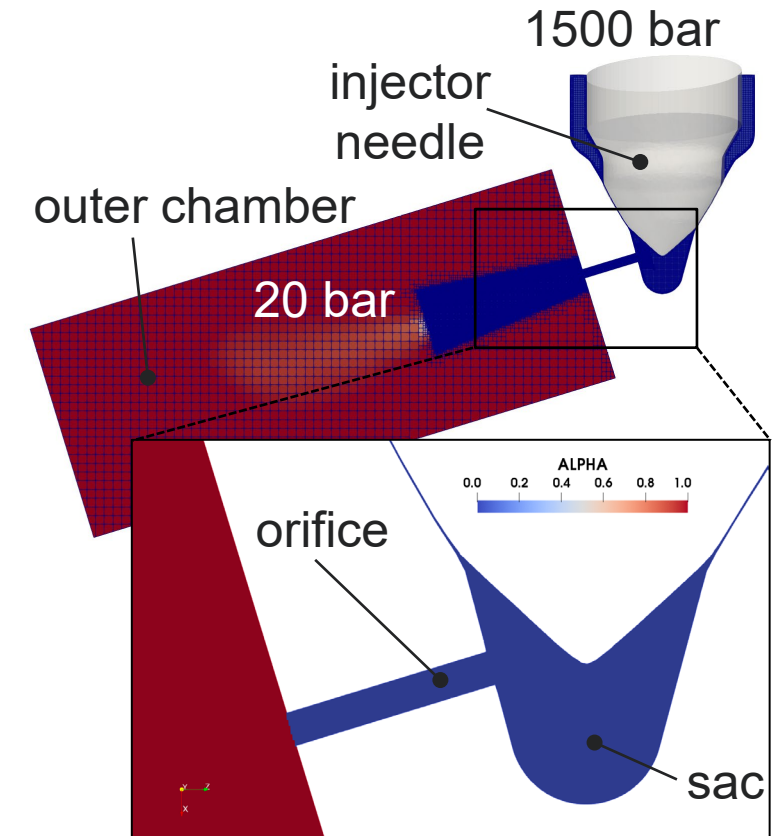 1500 bar
injector
needle
outer chamber
20 bar
ALPHA
0.0 0.2 0.4 0.6 0.8 1.0
orifice
sac
Y Z
X